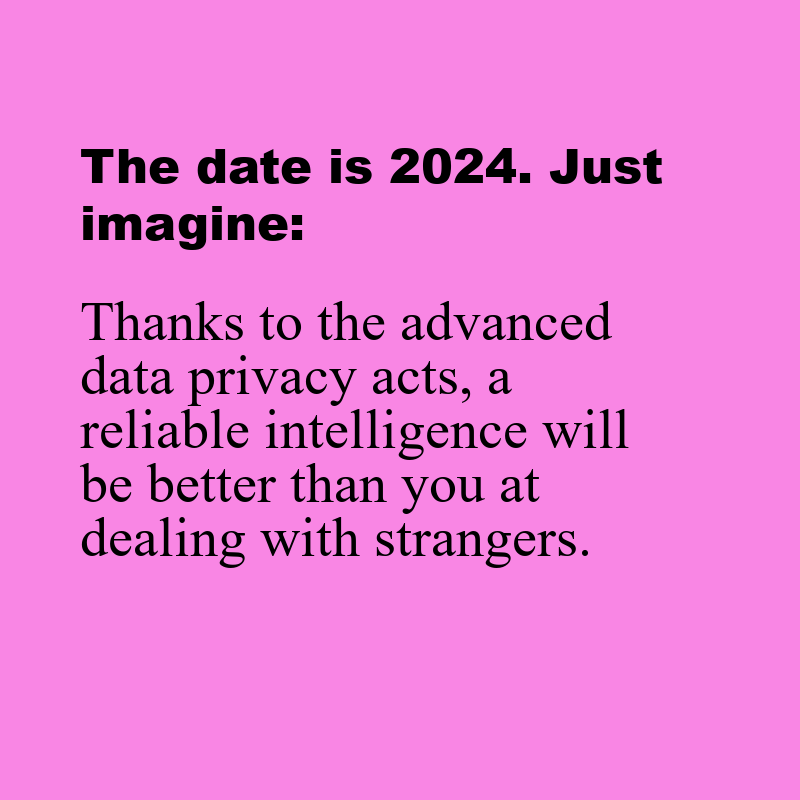 The date is 2024. Just
imagine:
Thanks to the advanced
data privacy acts, a
reliable intelligence will
be better than you at
dealing with strangers.